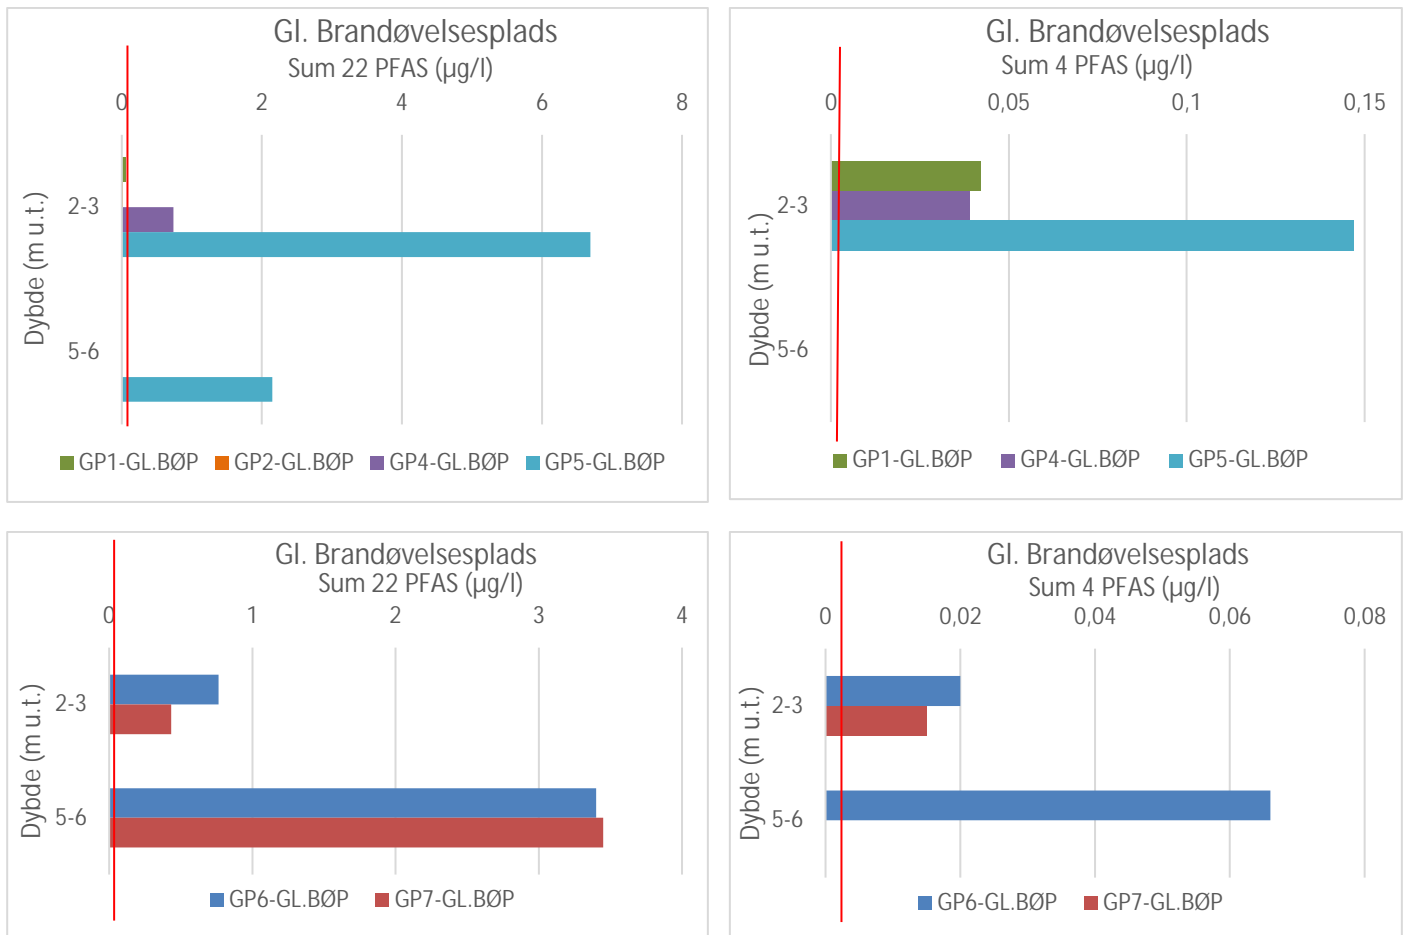 Gl. Brandøvelsesplads
Sum 22 PFAS (µg/l)
0 2 4 6 8
Dybde (m u.t.)
2-3
5-6
GP1-GL.BØP GP2-GL.BØP GP4-GL.BØP GP5-GL.BØP
Gl. Brandøvelsesplads
Sum 4 PFAS (µg/l)
0 0,05 0,1 0,15
Dybde (m u.t.)
2-3
5-6
GP1-GL.BØP GP4-GL.BØP GP5-GL.BØP
Gl. Brandøvelsesplads
Sum 22 PFAS (µg/l)
0 1 2 3 4
Dybde (m u.t.)
2-3
5-6
GP6-GL.BØP GP7-GL.BØP
Gl. Brandøvelsesplads
Sum 4 PFAS (µg/l)
0 0,02 0,04 0,06 0,08
Dybde (m u.t.)
2-3
5-6
GP6-GL.BØP GP7-GL.BØP